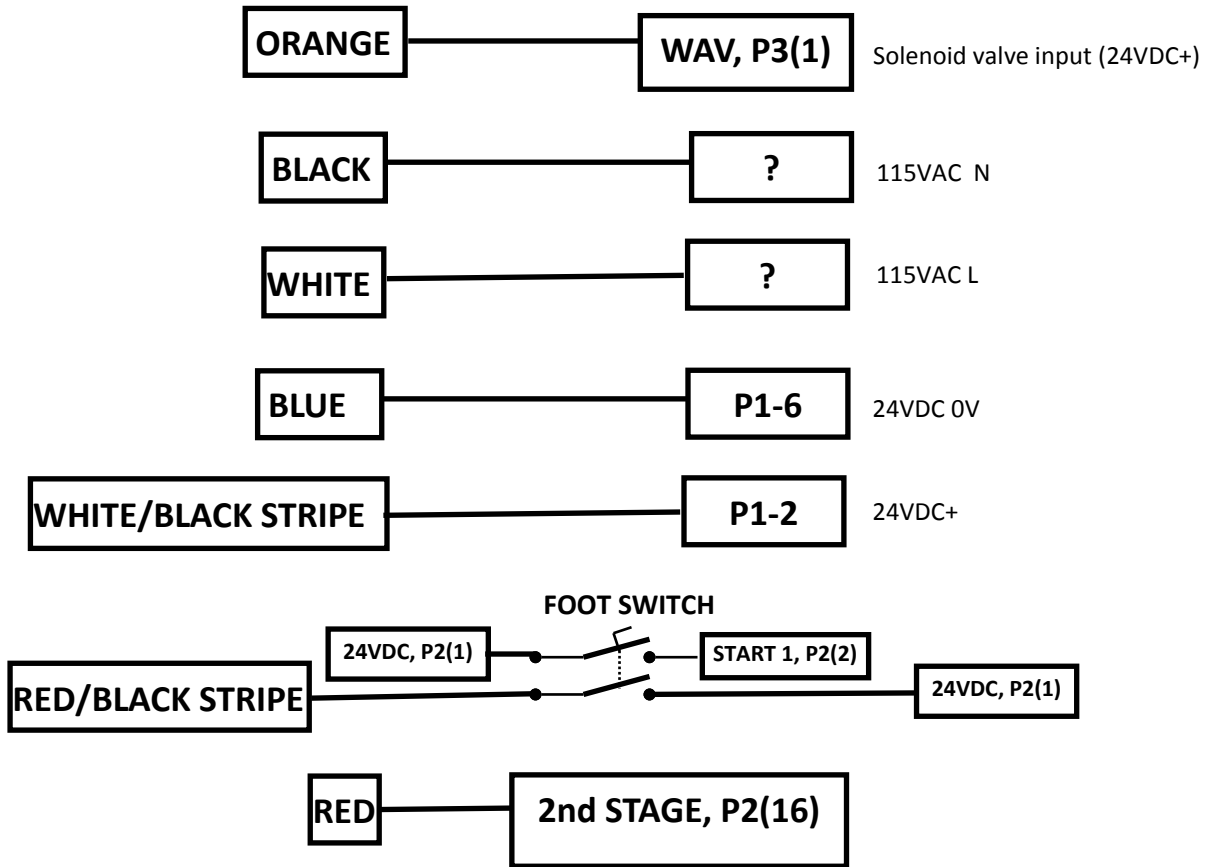 ORANGE
WAV, P3(1)
Solenoid valve input (24VDC+)
BLACK
?
115VAC  N
WHITE
?
115VAC L
BLUE
P1-6
24VDC 0V
WHITE/BLACK STRIPE
P1-2
24VDC+
FOOT SWITCH
24VDC, P2(1)
START 1, P2(2)
RED/BLACK STRIPE
24VDC, P2(1)
RED
2nd STAGE, P2(16)